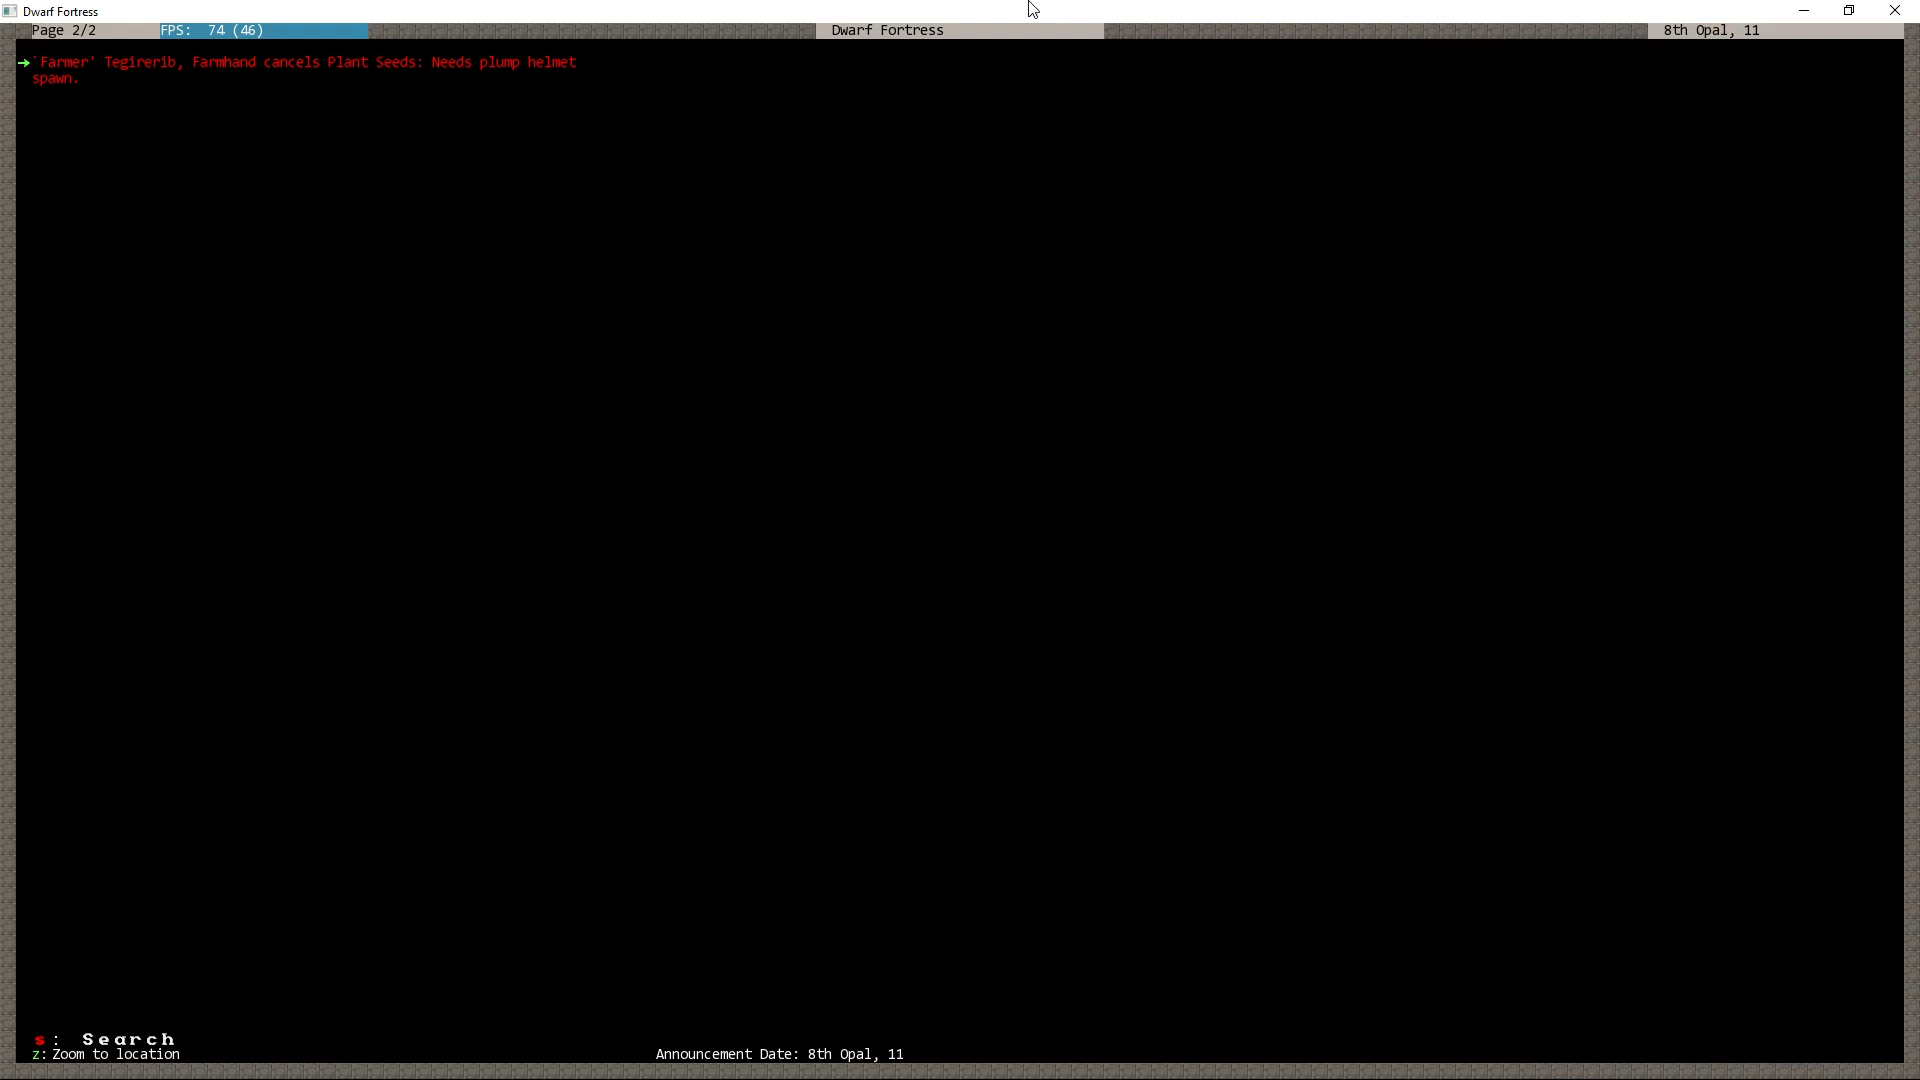 Dwarf Fortress
Page 2/2 FPS: 74 (46) Dwarf Fortress 8th Opal, 11
`Farmer' Tegirerib, Farmhand cancels Plant Seeds: Needs plump helmet
spawn.
s: Search
z: Zoom to location Announcement Date: 8th Opal, 11